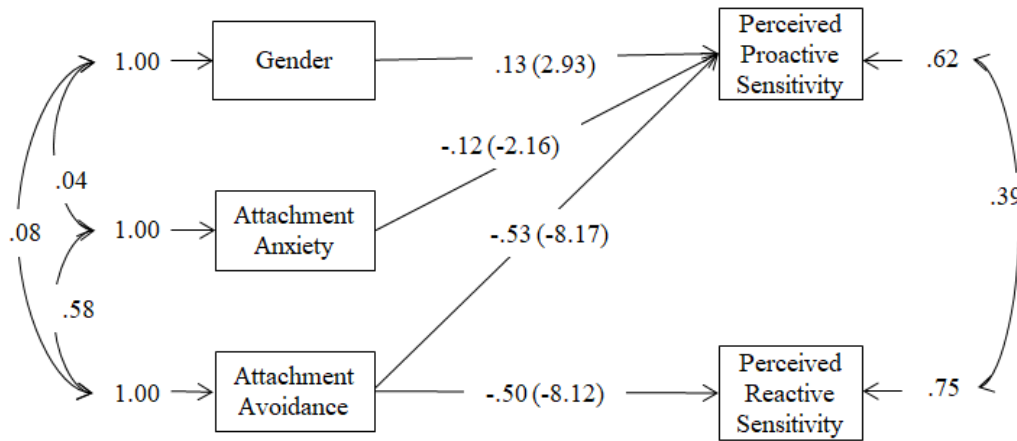 1.00
Gender
.13 (2.93)
Perceived
Proactive
Sensitivity
.62
-.12 (-2.16)
.04
.39
.08
1.00
Attachment
Anxiety
-.53 (-8.17)
.58
1.00
Attachment
Avoidance
-.50 (-8.12)
Perceived
Reactive
Sensitivity
.75